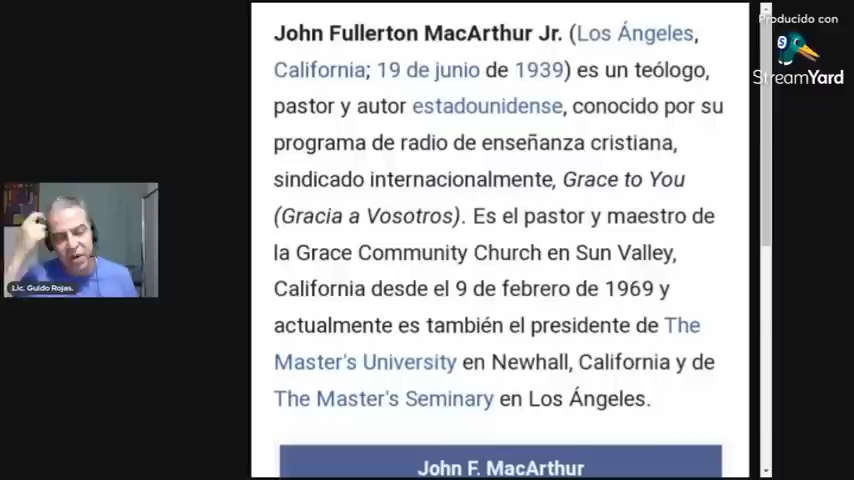 John Fullerton MacArthur Jr. (Los Ángeles,
California; 19 de junio de 1939) es un teólogo,
pastor y autor estadounidense, conocido por su
programa de radio de enseñanza cristiana,
sindicado internacionalmente, Grace to You
(Gracia a Vosotros). Es el pastor y maestro de
la Grace Community Church en Sun Valley,
California desde el 9 de febrero de 1969 y
actualmente es también el presidente de The
Master's University en Newhall, California y de
The Master's Seminary en Los Ángeles.
John F. MacArthur
Producido con
S
StreamYard
Lic. Guido Rojas.